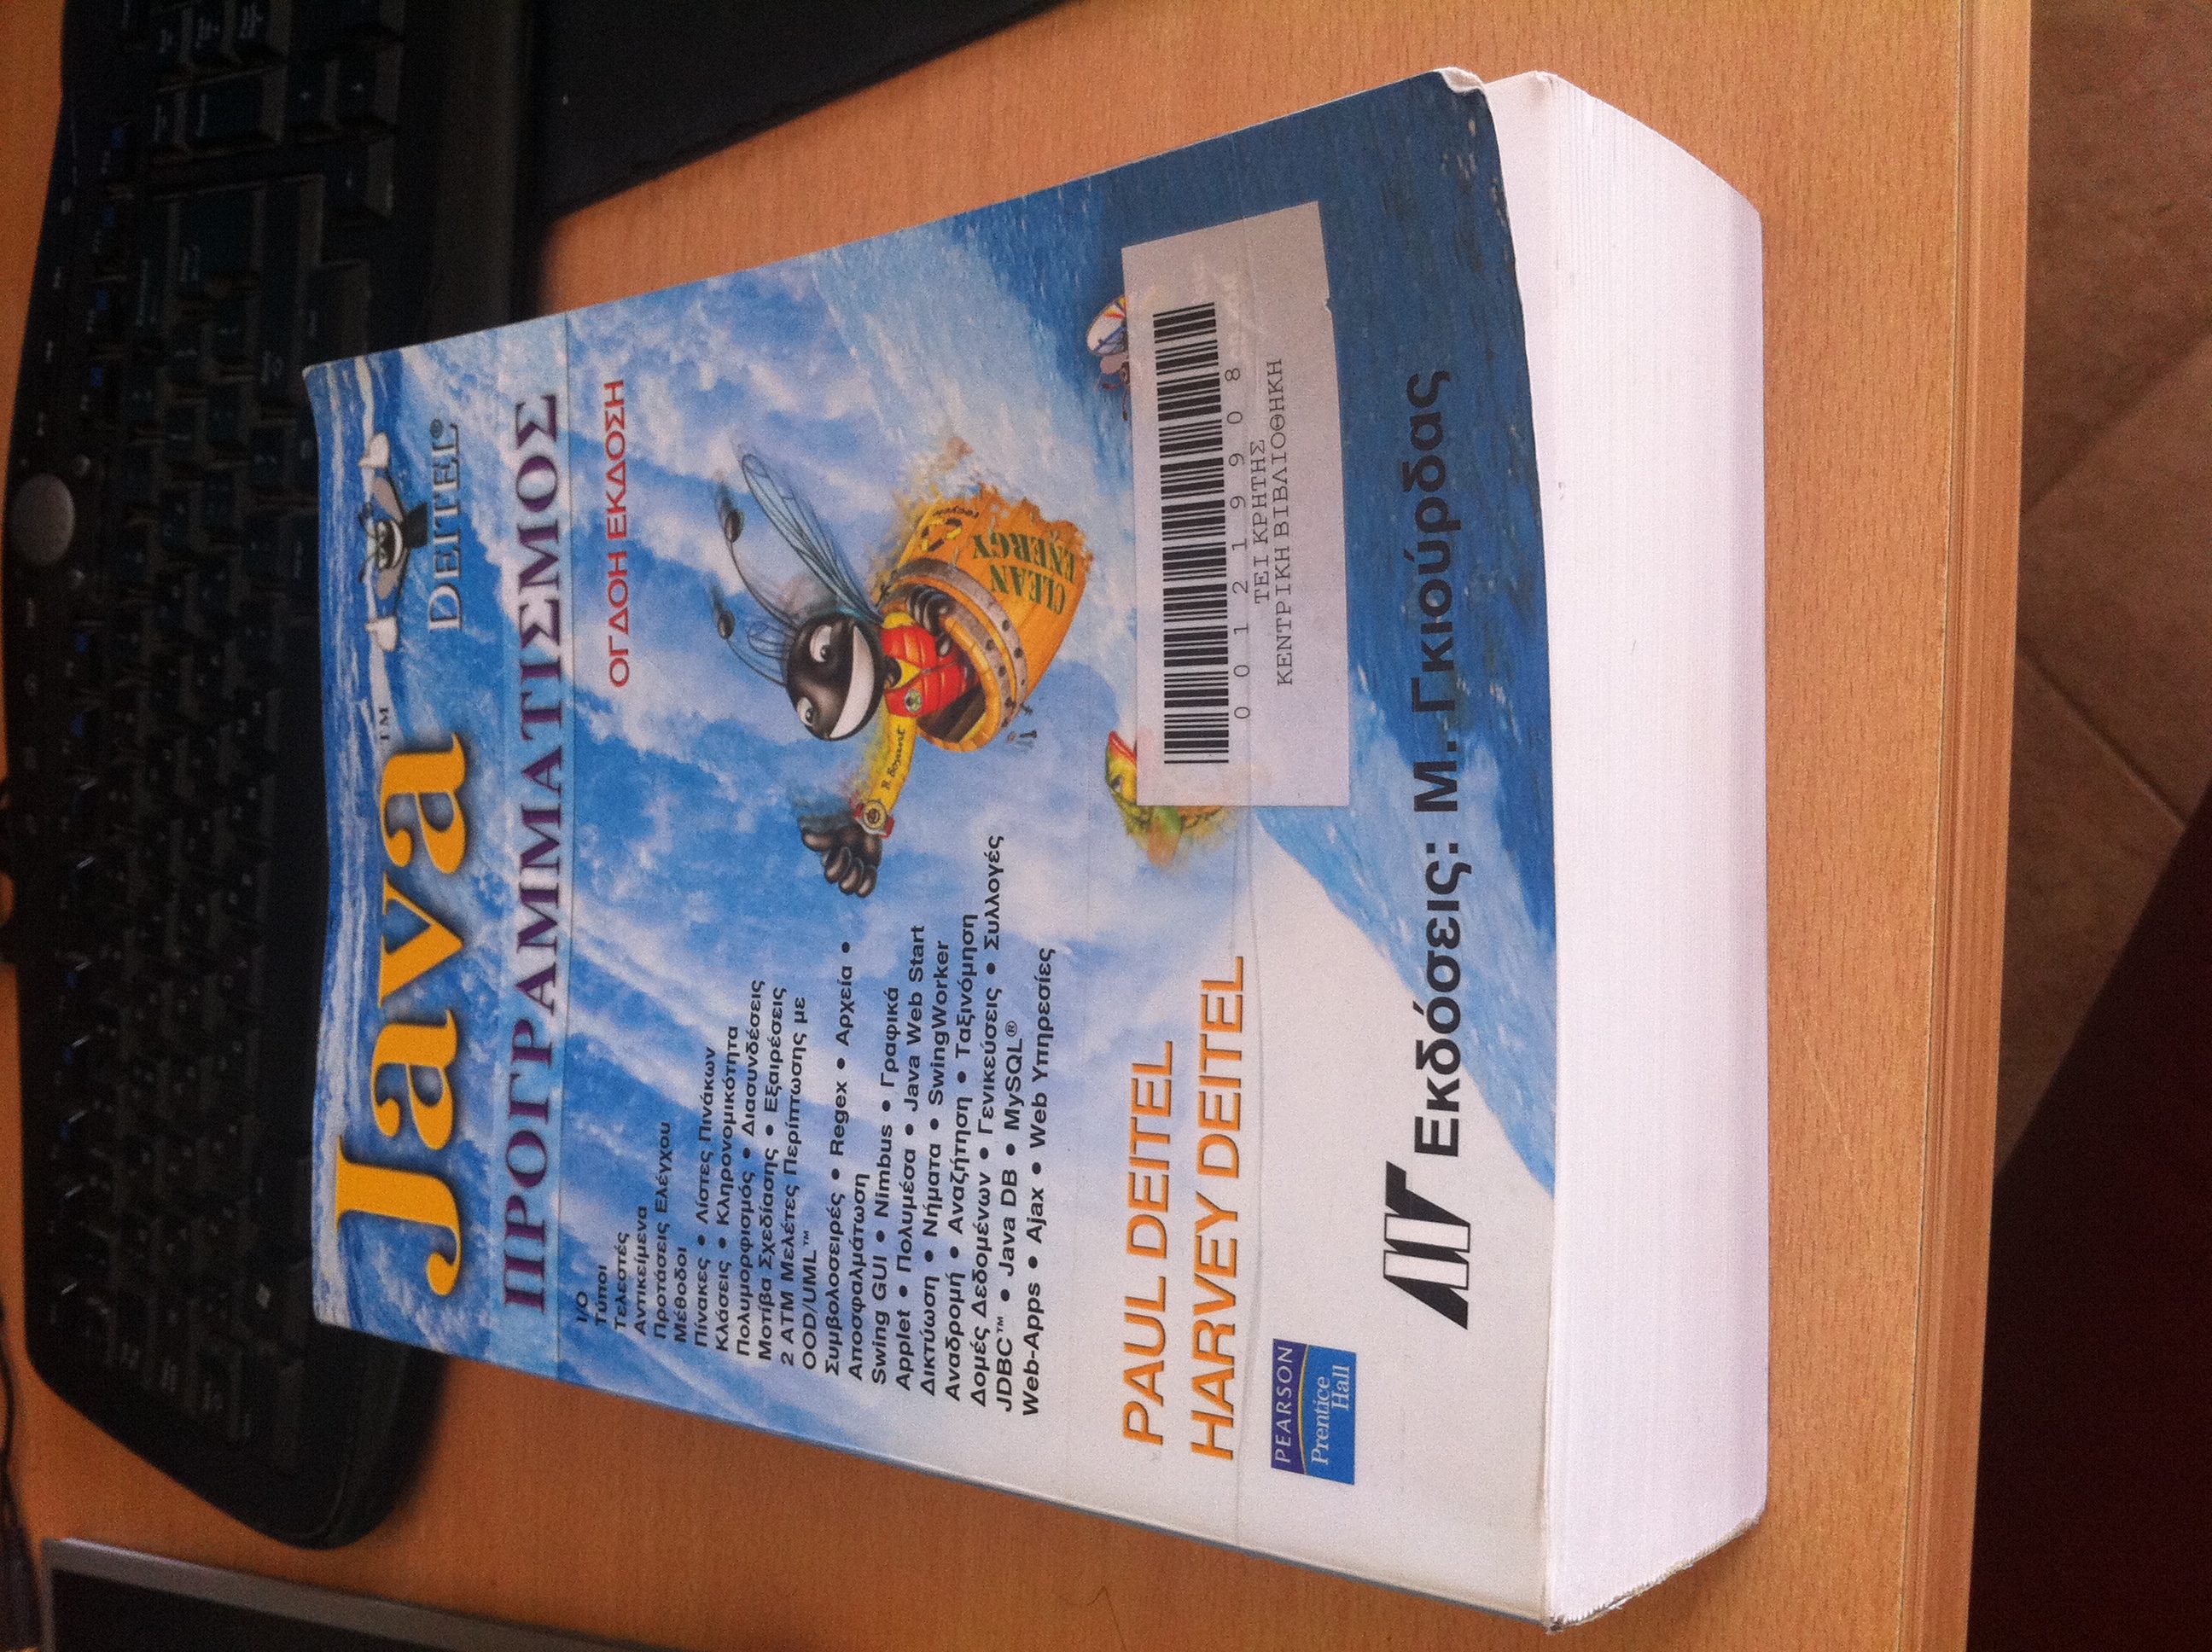 Java™
DEITEL®
ΠΡΟΓΡΑΜΜΑΤΙΣΜΟΣ
ΟΓΔΟΗ ΕΚΔΟΣΗ
I/O
Τύποι
Τελεστές
Αντικείμενα
Προτάσεις Ελέγχου
Μέθοδοι
Πίνακες • Λίστες Πινάκων
Κλάσεις • Κληρονομικότητα
Πολυμορφισμός • Διασυνδέσεις
Μοτίβα Σχεδίασης • Εξαιρέσεις
2 ATM Μελέτες Περίπτωσης με
OOD/UML™
Συμβολοσειρές • Regex • Αρχεία •
Αποσφαλμάτωση
Swing GUI • Nimbus • Γραφικά
Applet • Πολυμέσα • Java Web Start
Δικτύωση • Νήματα • SwingWorker
Αναδρομή • Αναζήτηση • Ταξινόμηση
Δομές Δεδομένων • Γενικεύσεις • Συλλογές
JDBC™ • Java DB • MySQL®
Web-Apps • Ajax • Web Υπηρεσίες
B. Boyant
CLEAN
ENERGY
PAUL DEITEL
HARVEY DEITEL
001219908
ΤΕΙ ΚΡΗΤΗΣ
ΚΕΝΤΡΙΚΗ ΒΙΒΛΙΟΘΗΚΗ
PEARSON
Prentice
Hall
Εκδόσεις: Μ. Γκιούρδας